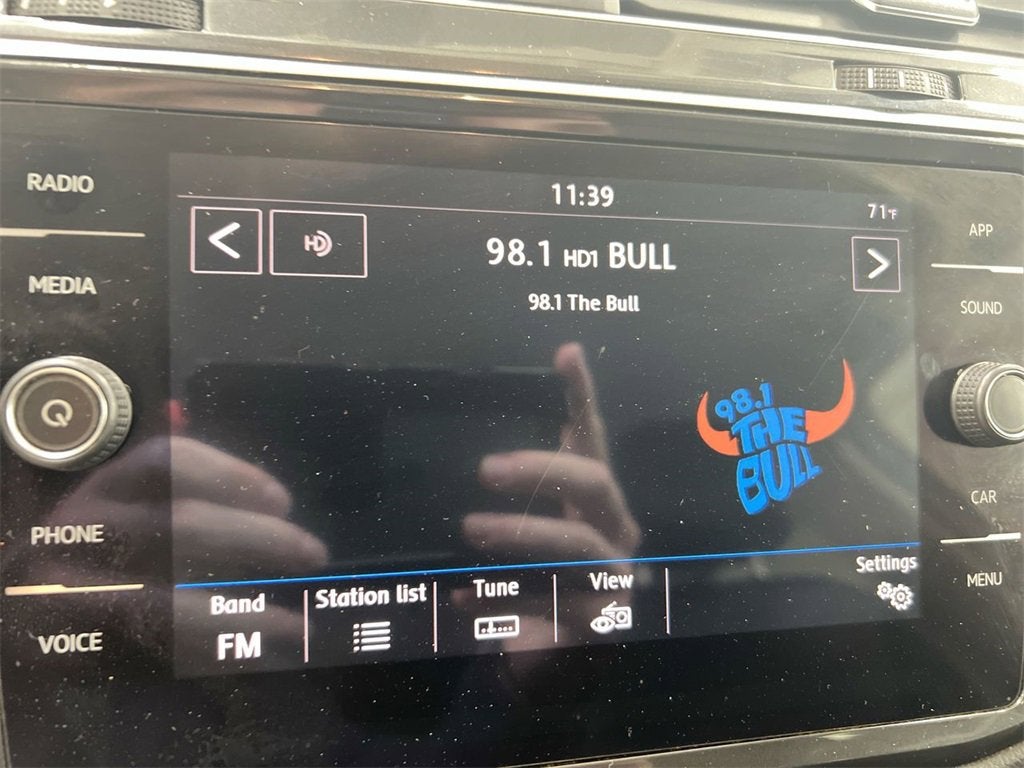 11:39
71°F
RADIO
MEDIA
PHONE
VOICE
HD
98.1 HD1 BULL
98.1 The Bull
98.1
THE
BULL
Band
FM
Station list
Tune
View
Settings
APP
SOUND
CAR
MENU